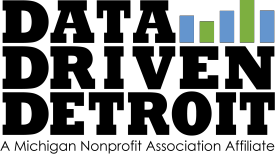 DATA
DRIVEN
DETROIT
A Michigan Nonprofit Association Affiliate